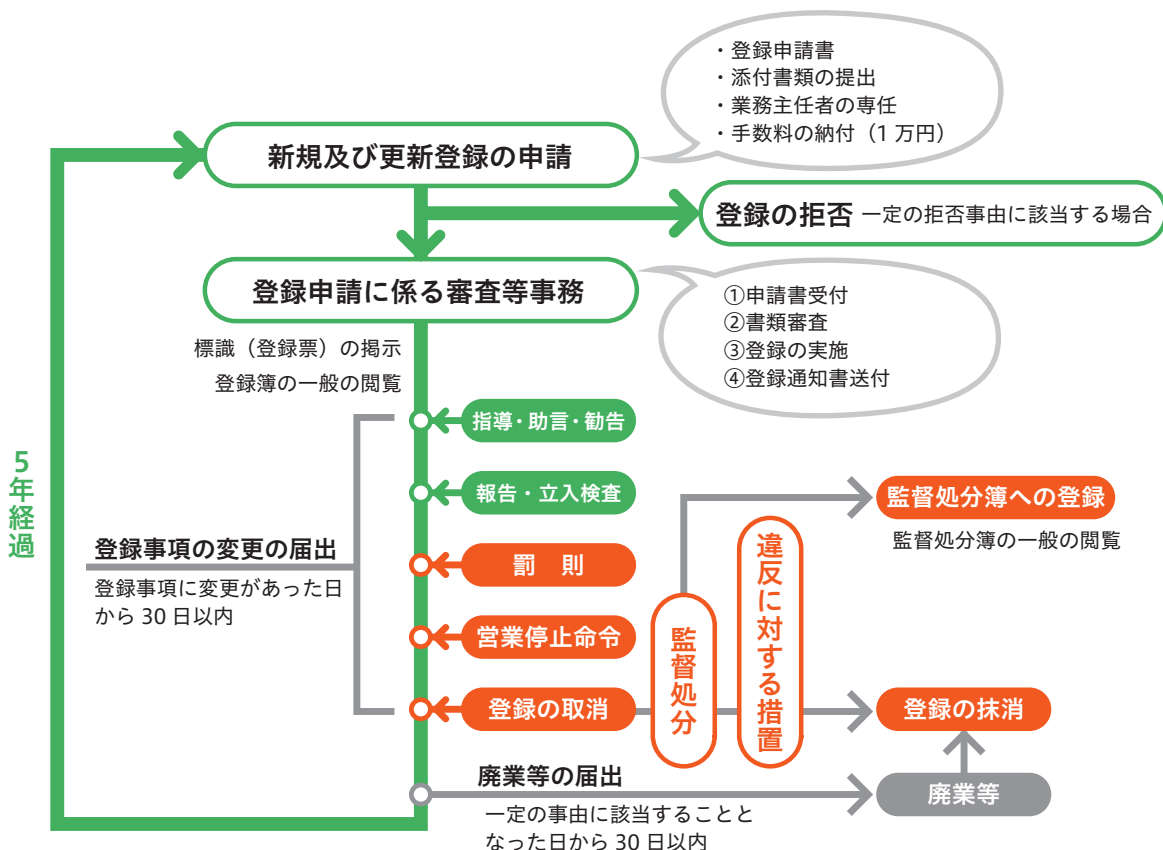 ・登録申請書
・添付書類の提出
・業務主任者の専任
・手数料の納付（1 万円）
新規及び更新登録の申請
登録の拒否 一定の拒否事由に該当する場合
登録申請に係る審査等事務
①申請書受付
②書類審査
③登録の実施
④登録通知書送付
標識（登録票）の掲示
登録簿の一般の閲覧
指導・助言・勧告
報告・立入検査
罰　則
営業停止命令
登録の取消
5年経過
登録事項の変更の届出
登録事項に変更があった日
から 30 日以内
監督処分
違反に対する措置
監督処分簿への登録
監督処分簿の一般の閲覧
登録の抹消
廃業等
廃業等の届出
一定の事由に該当することと
なった日から 30 日以内